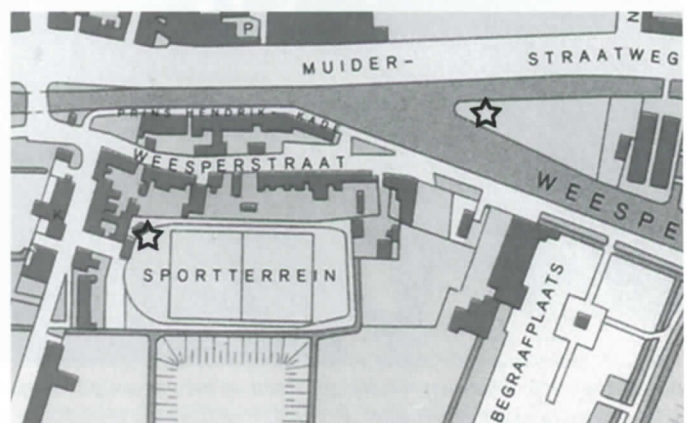 P
N
MUIDER- STRAATWEG
PRINS HENDRIK- KADE
WEESPERSTRAAT
WEESPE
K
SPORTTERREIN
BEGRAAFPLAATS